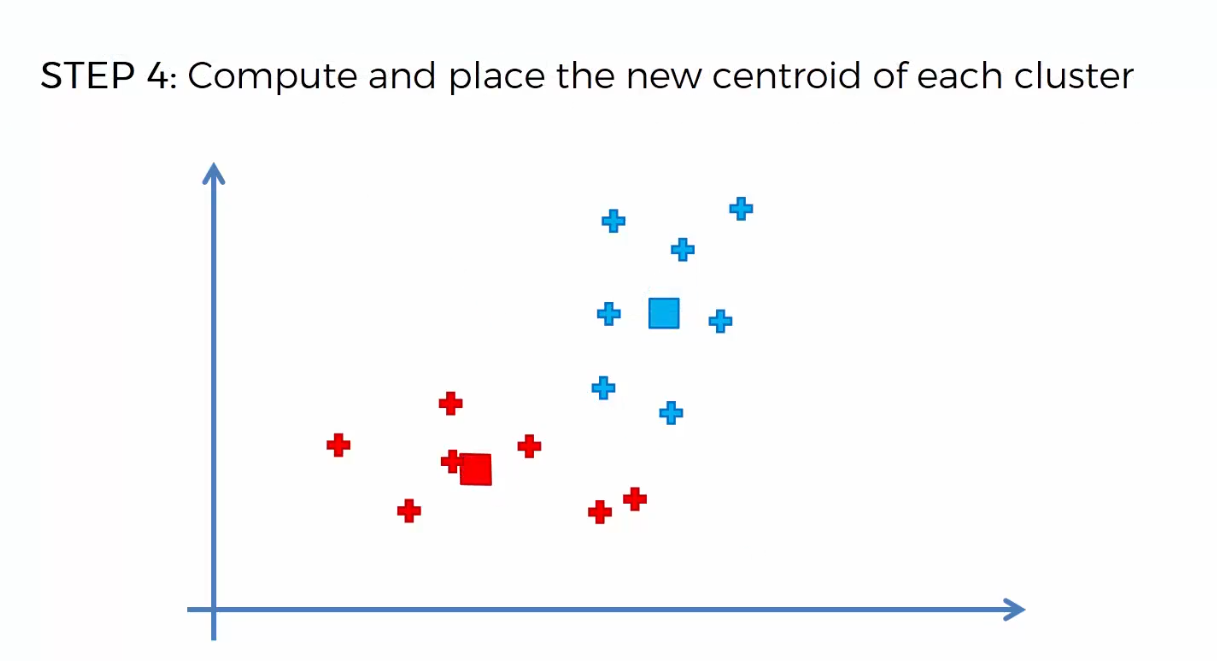 STEP 4: Compute and place the new centroid of each cluster